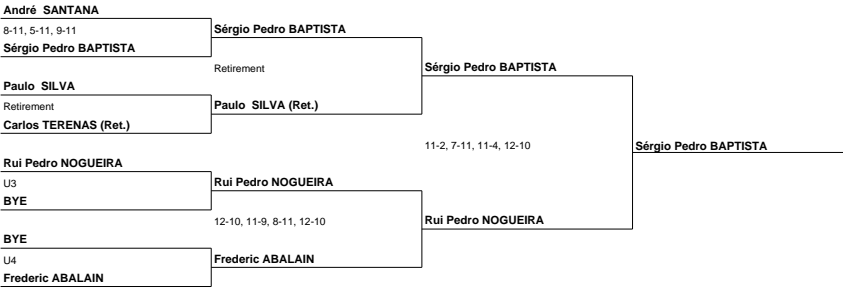 André SANTANA
8-11, 5-11, 9-11
Sérgio Pedro BAPTISTA
Sérgio Pedro BAPTISTA
Retirement
Sérgio Pedro BAPTISTA
Paulo SILVA
Retirement
Paulo SILVA (Ret.)
Carlos TERENAS (Ret.)
11-2, 7-11, 11-4, 12-10
Sérgio Pedro BAPTISTA
Rui Pedro NOGUEIRA
U3
Rui Pedro NOGUEIRA
BYE
12-10, 11-9, 8-11, 12-10
Rui Pedro NOGUEIRA
BYE
U4
Frederic ABALAIN
Frederic ABALAIN